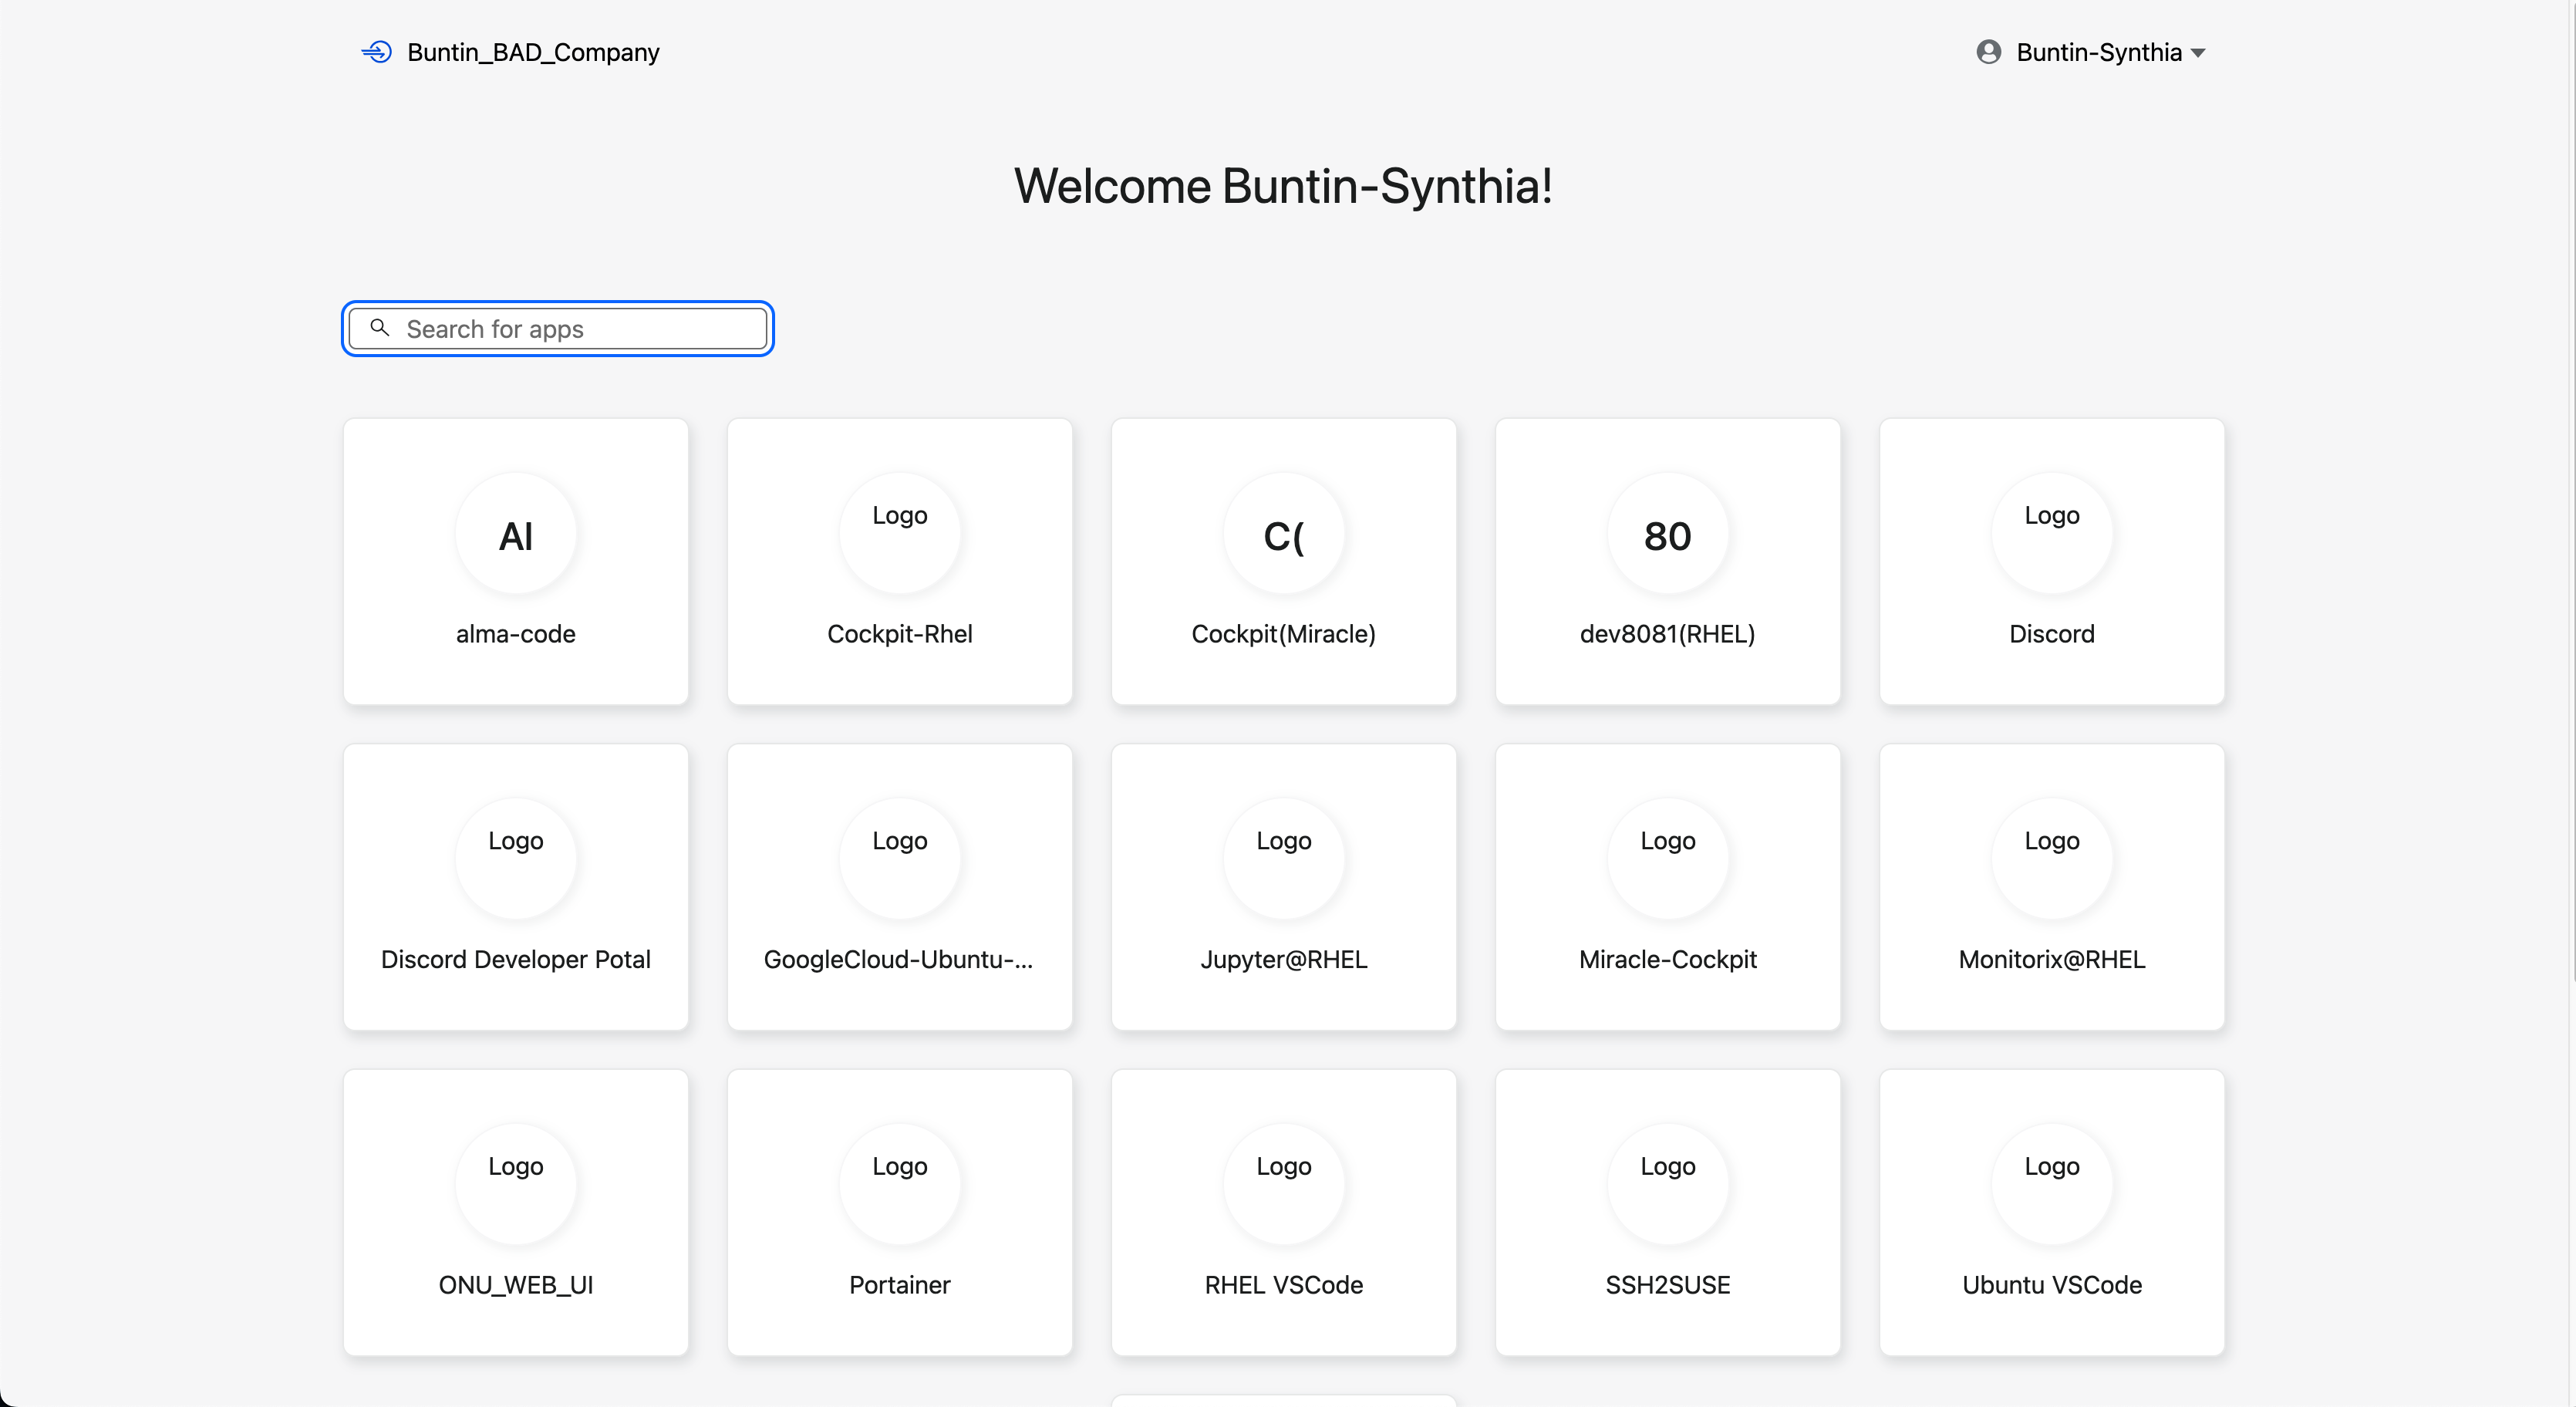 Buntin_BAD_Company
Buntin-Synthia
Welcome Buntin-Synthia!
Search for apps
Al
alma-code
Logo
Cockpit-Rhel
C(
Cockpit(Miracle)
80
dev8081(RHEL)
Logo
Discord
Logo
Discord Developer Potal
Logo
GoogleCloud-Ubuntu-...
Logo
Jupyter@RHEL
Logo
Miracle-Cockpit
Logo
Monitorix@RHEL
Logo
ONU_WEB_UI
Logo
Portainer
Logo
RHEL VSCode
Logo
SSH2SUSE
Logo
Ubuntu VSCode